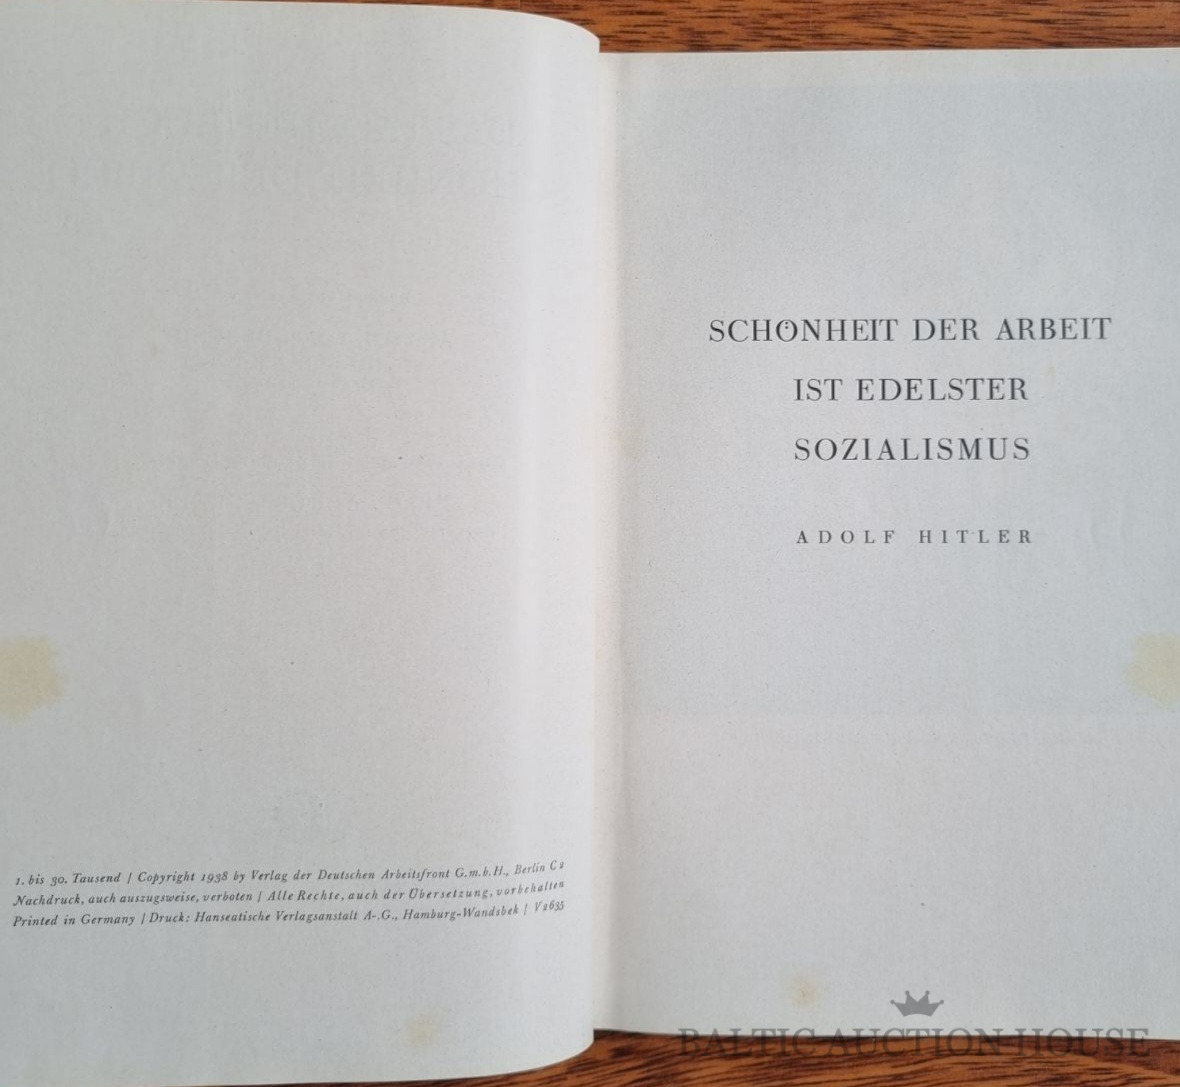 1. bis 30. Tausend / Copyright 1938 by Verlag der Deutschen Arbeitsfront G.m.b.H., Berlin C 2
Nachdruck, auch auszugsweise, verboten / Alle Rechte, auch der Übersetzung, vorbehalten
Printed in Germany / Druck: Hanseatische Verlagsanstalt A-.G., Hamburg-Wandsbek / V2635
SCHÖNHEIT DER ARBEIT
IST EDELSTER
SOZIALISMUS
ADOLF HITLER
BALTIC AUCTION HOUSE